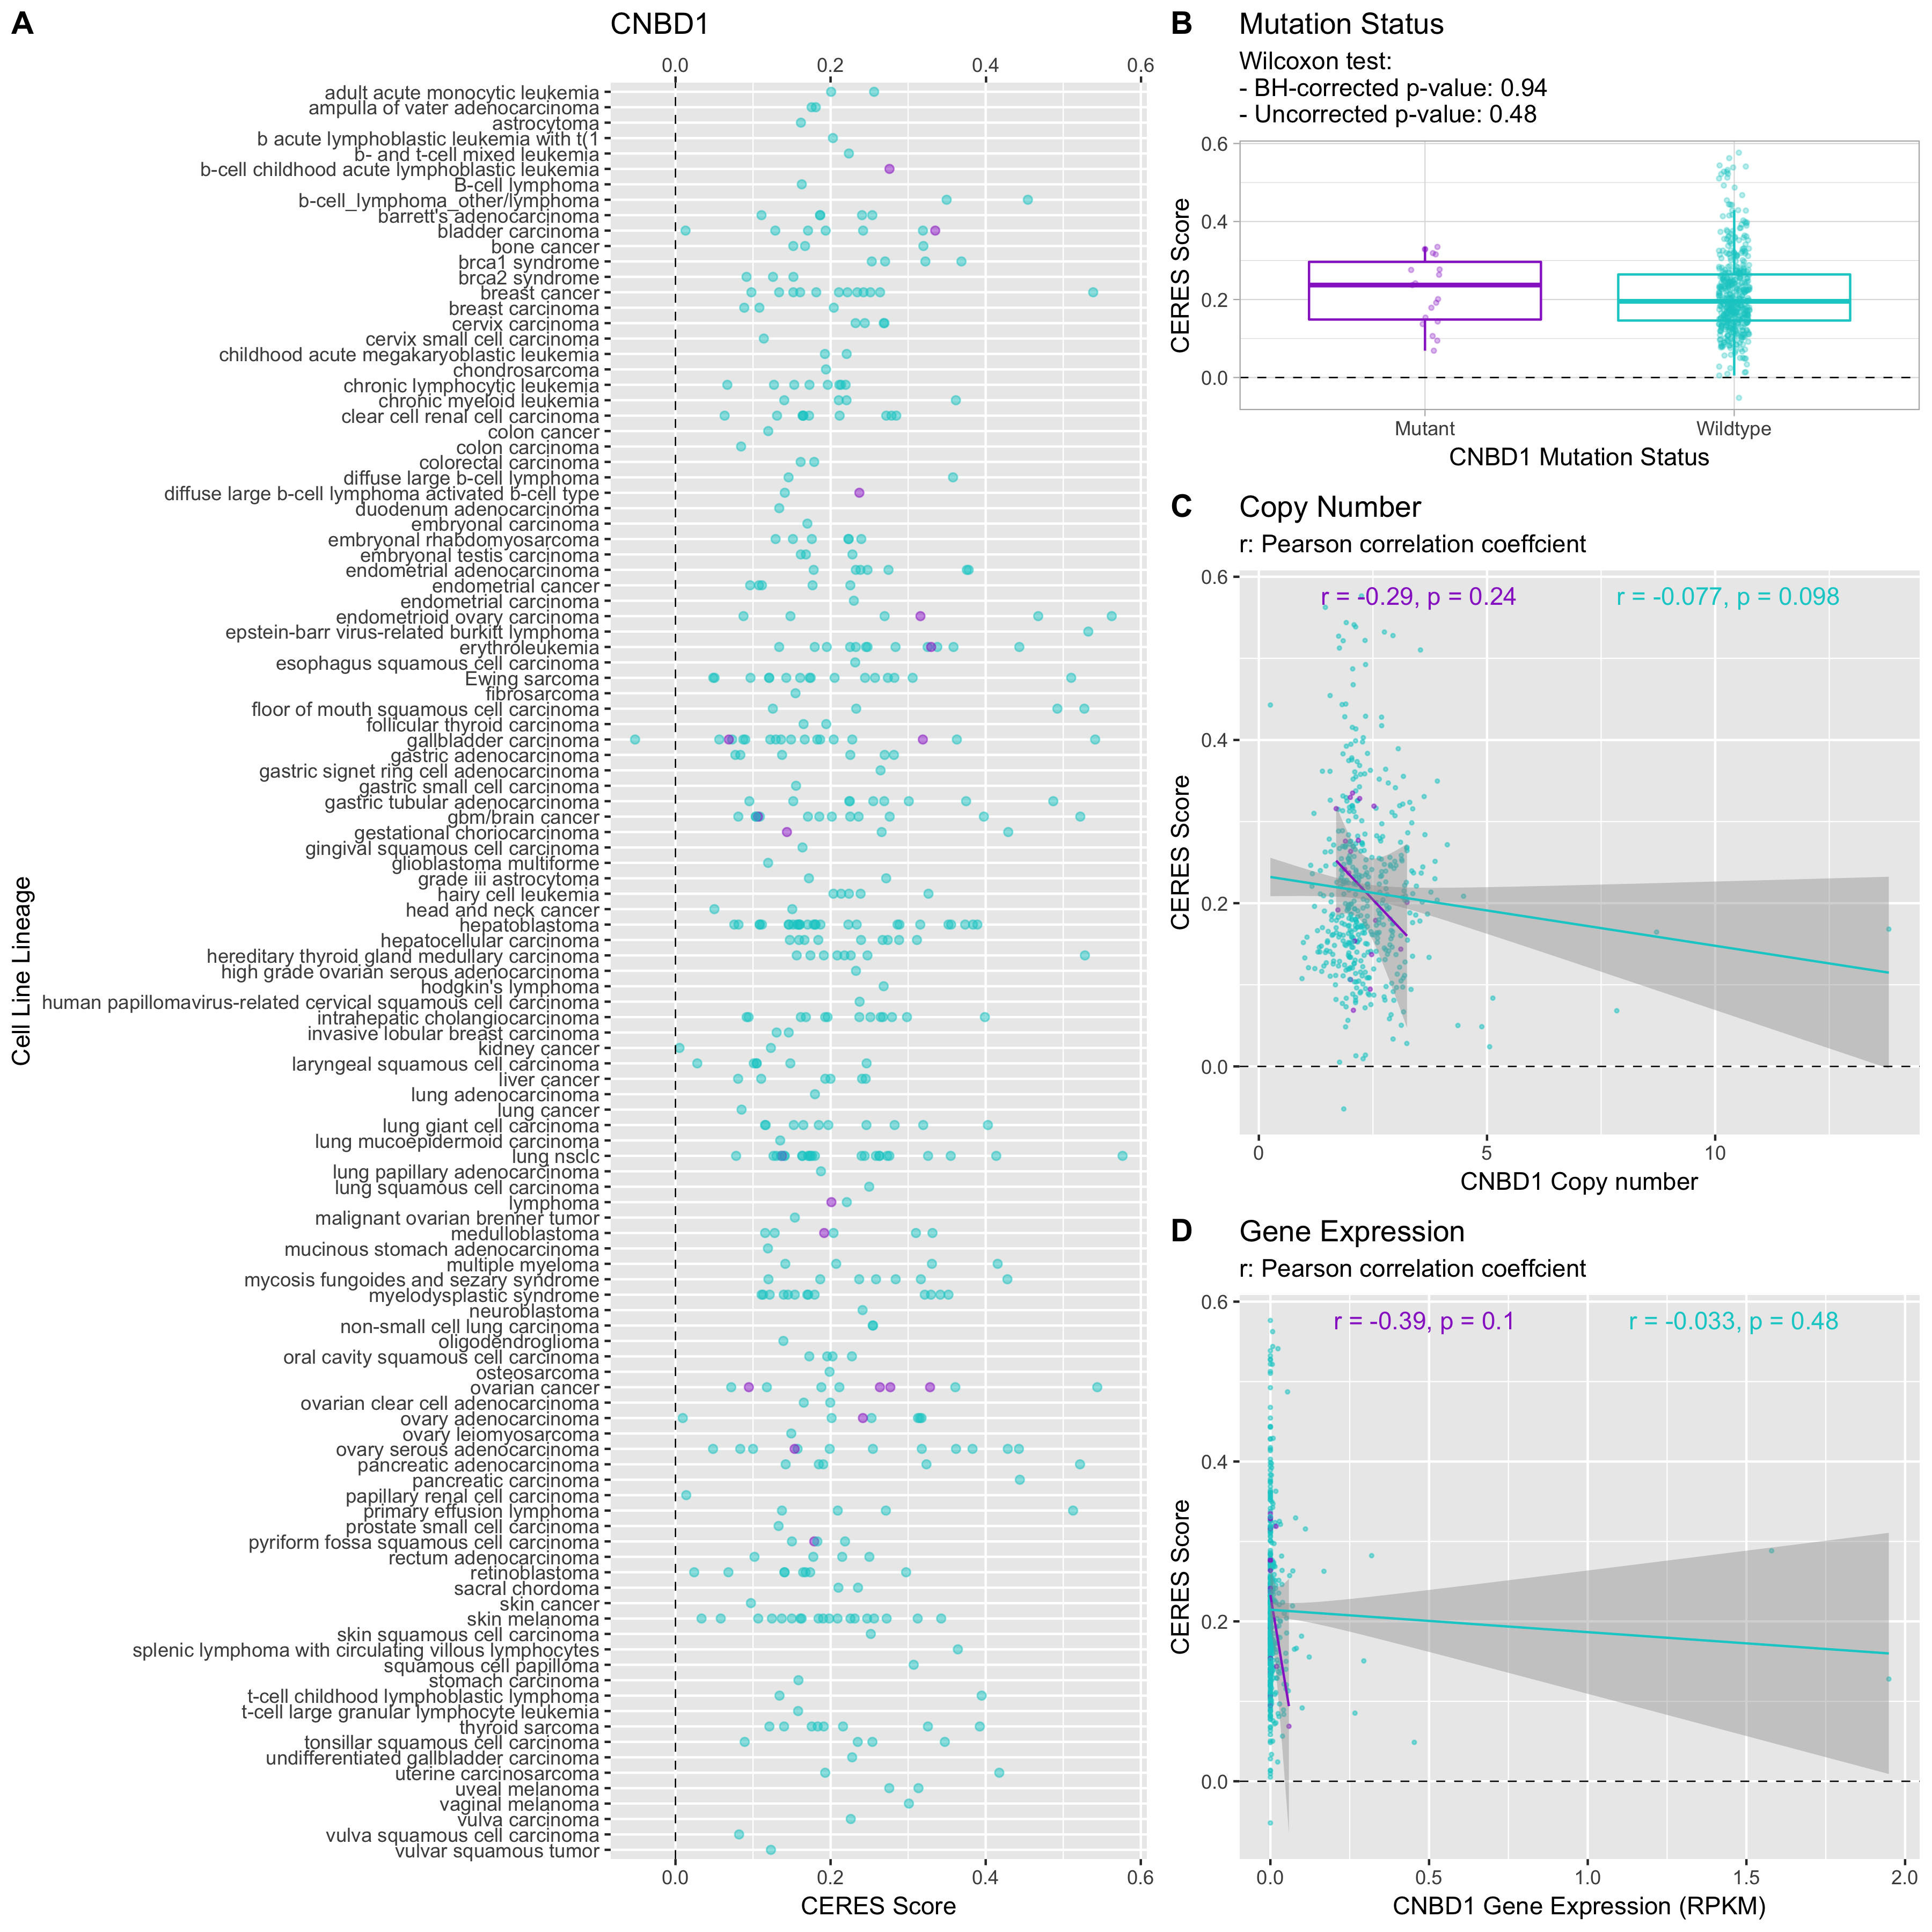 A
CNBD1
0.0 0.2 0.4 0.6
Cell Line Lineage
adult acute monocytic leukemia
ampulla of vater adenocarcinoma
astrocytoma
b acute lymphoblastic leukemia with t(1
b- and t-cell mixed leukemia
b-cell childhood acute lymphoblastic leukemia
B-cell lymphoma
b-cell_lymphoma_other/lymphoma
barrett's adenocarcinoma
bladder carcinoma
bone cancer
brca1 syndrome
brca2 syndrome
breast cancer
breast carcinoma
cervix carcinoma
cervix small cell carcinoma
childhood acute megakaryoblastic leukemia
chondrosarcoma
chronic lymphocytic leukemia
chronic myeloid leukemia
clear cell renal cell carcinoma
colon cancer
colon carcinoma
colorectal carcinoma
diffuse large b-cell lymphoma
diffuse large b-cell lymphoma activated b-cell type
duodenum adenocarcinoma
embryonal carcinoma
embryonal rhabdomyosarcoma
embryonal testis carcinoma
endometrial adenocarcinoma
endometrial cancer
endometrial carcinoma
endometrioid ovary carcinoma
epstein-barr virus-related burkitt lymphoma
erythroleukemia
esophagus squamous cell carcinoma
Ewing sarcoma
fibrosarcoma
floor of mouth squamous cell carcinoma
follicular thyroid carcinoma
gallbladder carcinoma
gastric adenocarcinoma
gastric signet ring cell adenocarcinoma
gastric small cell carcinoma
gastric tubular adenocarcinoma
gbm/brain cancer
gestational choriocarcinoma
gingival squamous cell carcinoma
glioblastoma multiforme
grade iii astrocytoma
hairy cell leukemia
head and neck cancer
hepatoblastoma
hepatocellular carcinoma
hereditary thyroid gland medullary carcinoma
high grade ovarian serous adenocarcinoma
hodgkin's lymphoma
human papillomavirus-related cervical squamous cell carcinoma
intrahepatic cholangiocarcinoma
invasive lobular breast carcinoma
kidney cancer
laryngeal squamous cell carcinoma
liver cancer
lung adenocarcinoma
lung cancer
lung giant cell carcinoma
lung mucoepidermoid carcinoma
lung nsclc
lung papillary adenocarcinoma
lung squamous cell carcinoma
lymphoma
malignant ovarian brenner tumor
medulloblastoma
mucinous stomach adenocarcinoma
multiple myeloma
mycosis fungoides and sezary syndrome
myelodysplastic syndrome
neuroblastoma
non-small cell lung carcinoma
oligodendroglioma
oral cavity squamous cell carcinoma
osteosarcoma
ovarian cancer
ovarian clear cell adenocarcinoma
ovary adenocarcinoma
ovary leiomyosarcoma
ovary serous adenocarcinoma
pancreatic adenocarcinoma
pancreatic carcinoma
papillary renal cell carcinoma
primary effusion lymphoma
prostate small cell carcinoma
pyriform fossa squamous cell carcinoma
rectum adenocarcinoma
retinoblastoma
sacral chordoma
skin cancer
skin melanoma
skin squamous cell carcinoma
splenic lymphoma with circulating villous lymphocytes
squamous cell papilloma
stomach carcinoma
t-cell childhood lymphoblastic lymphoma
t-cell large granular lymphocyte leukemia
thyroid sarcoma
tonsillar squamous cell carcinoma
undifferentiated gallbladder carcinoma
uterine carcinosarcoma
uveal melanoma
vaginal melanoma
vulva carcinoma
vulva squamous cell carcinoma
vulvar squamous tumor
0.0 0.2 0.4 0.6
CERES Score
B
Mutation Status
Wilcoxon test:
- BH-corrected p-value: 0.94
- Uncorrected p-value: 0.48
CERES Score
0.6
0.4
0.2
0.0
Mutant Wildtype
CNBD1 Mutation Status
C
Copy Number
r: Pearson correlation coeffcient
r = -0.29, p = 0.24
r = -0.077, p = 0.098
CERES Score
0.6
0.4
0.2
0.0
0 5 10
CNBD1 Copy number
D
Gene Expression
r: Pearson correlation coeffcient
r = -0.39, p = 0.1
r = -0.033, p = 0.48
CERES Score
0.6
0.4
0.2
0.0
0.0 0.5 1.0 1.5 2.0
CNBD1 Gene Expression (RPKM)